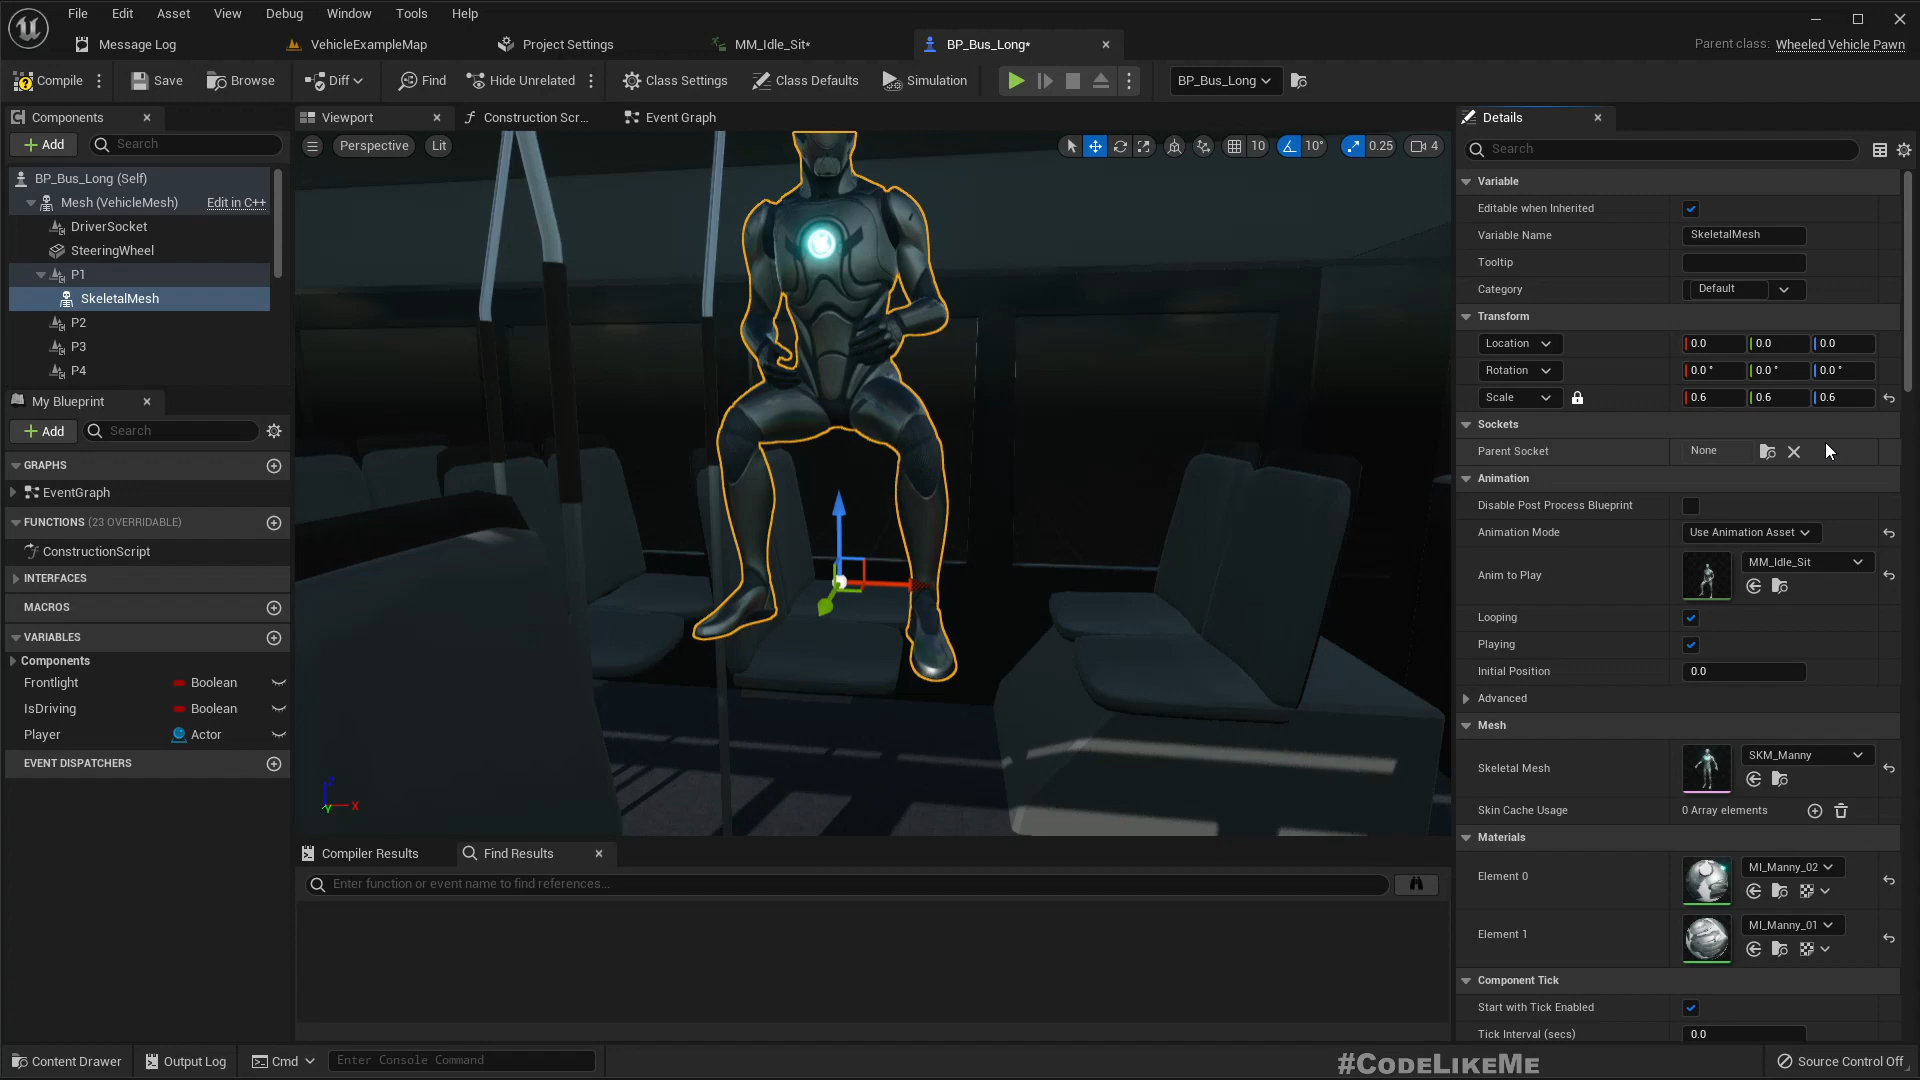 File Edit Asset View Debug Window Tools Help
Message Log VehicleExampleMap Project Settings MM_Idle_Sit* BP_Bus_Long* Parent class: Wheeled Vehicle Pawn
Compile Save Browse Diff Find Hide Unrelated Class Settings Class Defaults Simulation BP_Bus_Long
Components Viewport Construction Scr... Event Graph Details
Add Search Perspective Lit 10 10° 0.25 4 Search
BP_Bus_Long (Self)
Mesh (VehicleMesh) Edit in C++
DriverSocket
SteeringWheel
P1
SkeletalMesh
P2
P3
P4
My Blueprint
Add Search
GRAPHS
EventGraph
FUNCTIONS (23 OVERRIDABLE)
ConstructionScript
INTERFACES
MACROS
VARIABLES
Components
Frontlight Boolean
IsDriving Boolean
Player Actor
EVENT DISPATCHERS
Z
X
Y
Compiler Results Find Results
Enter function or event name to find references...
Variable
Editable when Inherited
Variable Name SkeletalMesh
Tooltip
Category Default
Transform
Location 0.0 0.0 0.0
Rotation 0.0° 0.0° 0.0°
Scale 0.6 0.6 0.6
Sockets
Parent Socket None
Animation
Disable Post Process Blueprint
Animation Mode Use Animation Asset
Anim to Play MM_Idle_Sit
Looping
Playing
Initial Position 0.0
Advanced
Mesh
Skeletal Mesh SKM_Manny
Skin Cache Usage 0 Array elements
Materials
Element 0 MI_Manny_02
Element 1 MI_Manny_01
Component Tick
Start with Tick Enabled
Tick Interval (secs) 0.0
Content Drawer Output Log Cmd Enter Console Command #CODELIKEME Source Control Off